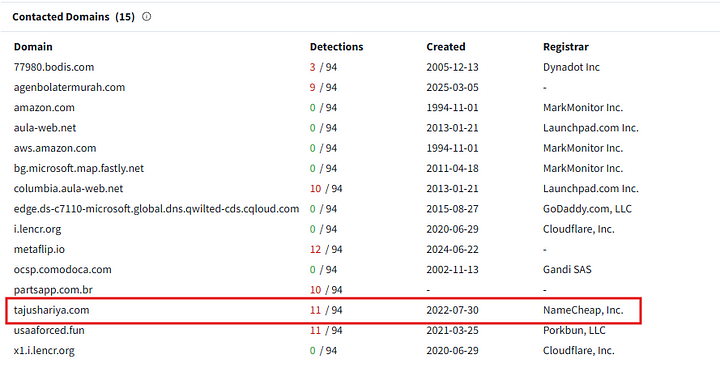 Contacted Domains (15)
Domain Detections Created Registrar
77980.bodis.com 3 / 94 2005-12-13 Dynadot Inc
agenbolatermurah.com 9 / 94 2025-03-05 -
amazon.com 0 / 94 1994-11-01 MarkMonitor Inc.
aula-web.net 0 / 94 2013-01-21 Launchpad.com Inc.
aws.amazon.com 0 / 94 1994-11-01 MarkMonitor Inc.
bg.microsoft.map.fastly.net 0 / 94 2011-04-18 MarkMonitor Inc.
columbia.aula-web.net 10 / 94 2013-01-21 Launchpad.com Inc.
edge.ds-c7110-microsoft.global.dns.qwilted-cds.cqloud.com 0 / 94 2015-08-27 GoDaddy.com, LLC
i.lencr.org 0 / 94 2020-06-29 Cloudflare, Inc.
metaflip.io 12 / 94 2024-06-22 -
ocsp.comodoca.com 0 / 94 2002-11-13 Gandi SAS
partsapp.com.br 10 / 94 - -
tajushariya.com 11 / 94 2022-07-30 NameCheap, Inc.
usaaforced.fun 11 / 94 2021-03-25 Porkbun, LLC
x1.i.lencr.org 0 / 94 2020-06-29 Cloudflare, Inc.